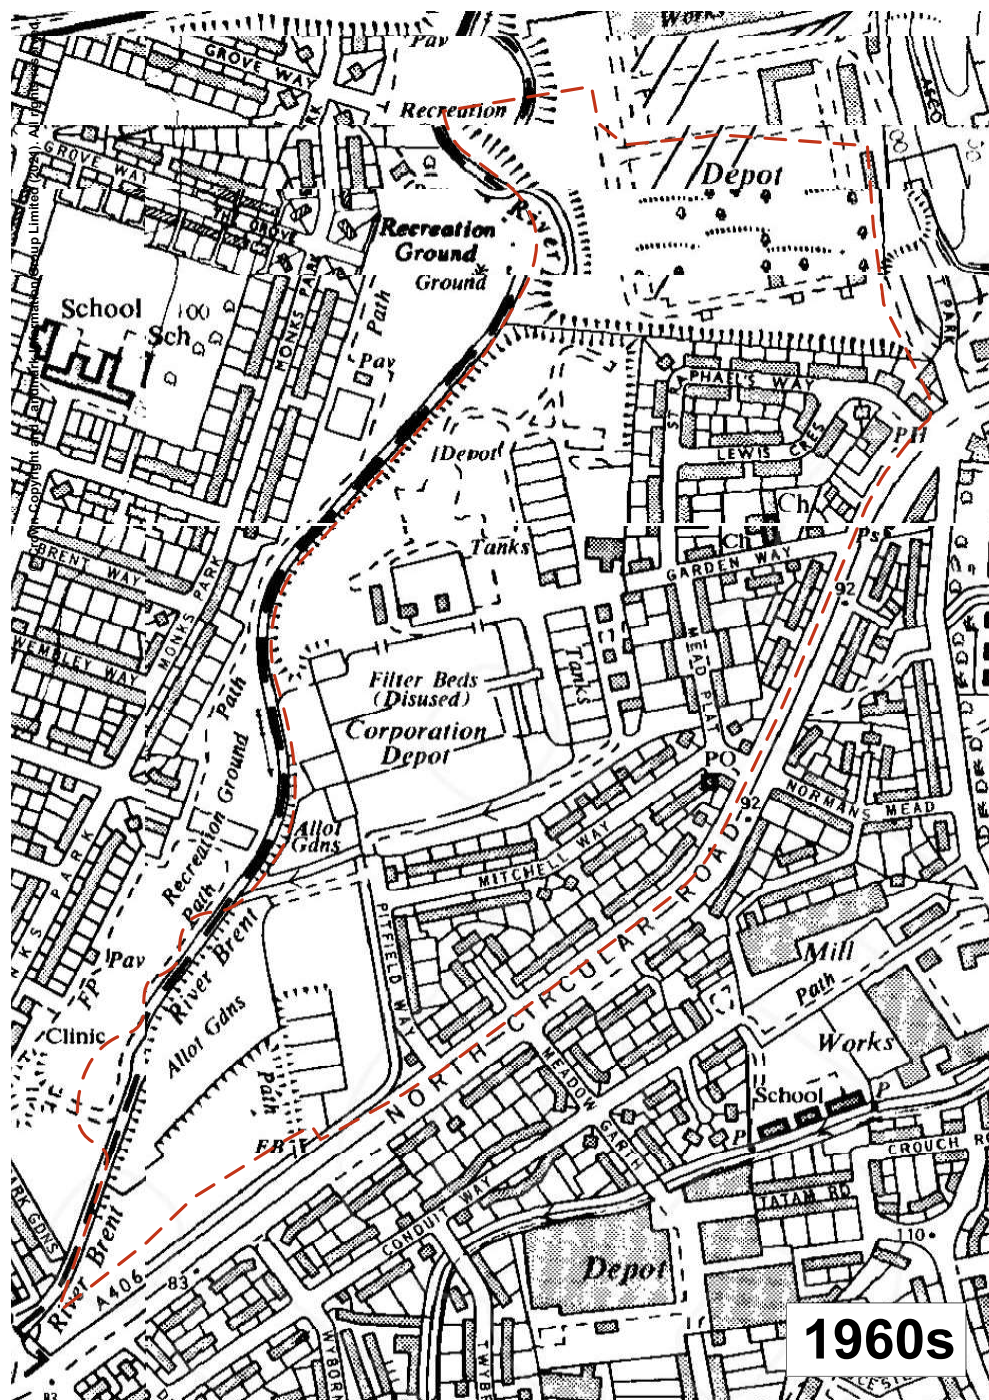 Works
Pav
GROVE WAY
Recreation
GROVE WAY
Depot
River
GROVE
Recreation
Ground
Ground
School
Sch
MONKS PARK
Path
Pav
PARK
RAPHAEL'S WAY
PH
LEWIS CRES
Depot
Ch
Ch
Ps
Tanks
GARDEN WAY
92
BRENT WAY
MONKS PARK
WEMBLEY WAY
MEAD PLAT
Tanks
Filter Beds
(Disused)
Path
Corporation
Depot
PO
Recreation Ground
92
NORMANS MEAD
Allot
Gdns
MITCHELL WAY
PARK
Path
River Brent
PITFIELD WAY
NORTH CIRCULAR ROAD
Mill
Path
Pav
FP
Allot Gdns
Works
Clinic
MEADOW GARTH
School
P
Path
FB
P
CROUCH RD
TATAM RD
CONDUIT WAY
River Brent
110
Depot
A406
83
1960s
83